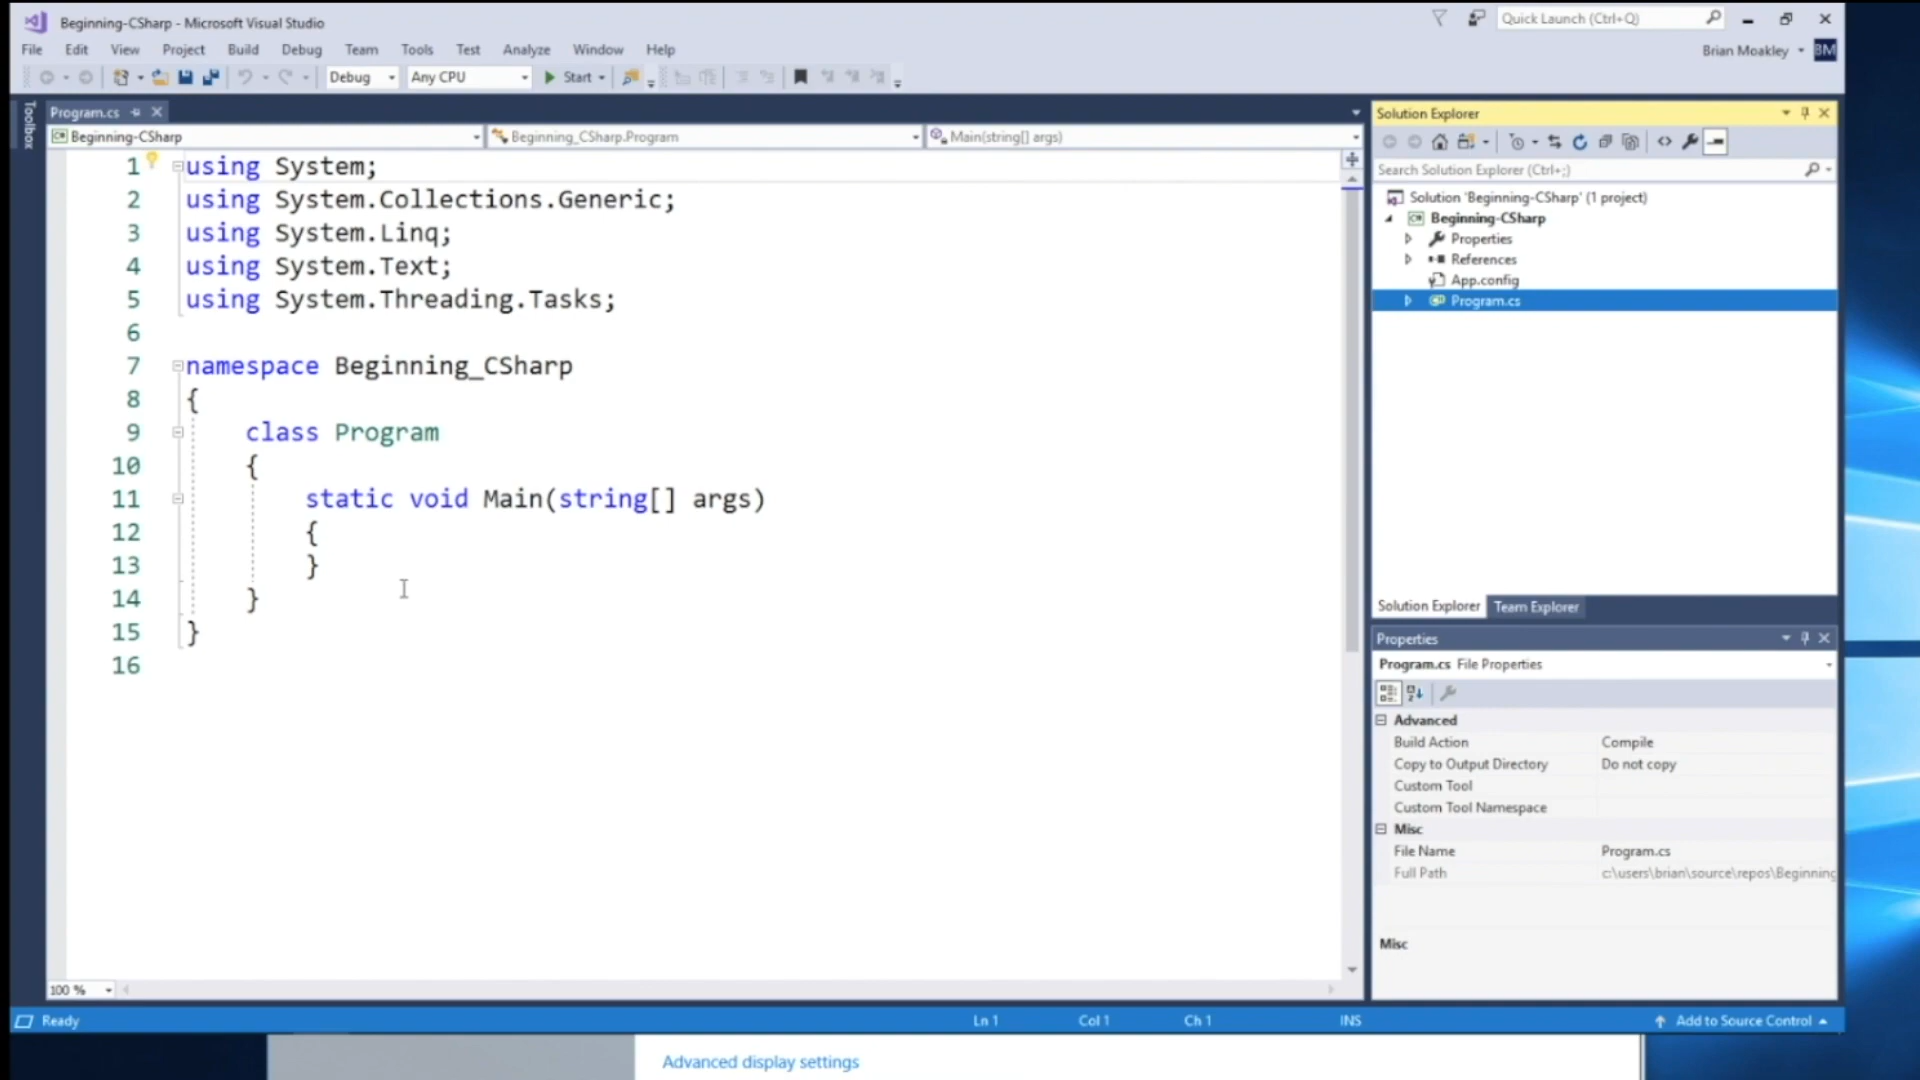 Beginning-CSharp - Microsoft Visual Studio
Quick Launch (Ctrl+Q)
File Edit View Project Build Debug Team Tools Test Analyze Window Help
Brian Moakley BM
Debug Any CPU Start
Toolbox
Program.cs
Beginning-CSharp Beginning_CSharp.Program Main(string[] args)
1 using System;
2 using System.Collections.Generic;
3 using System.Linq;
4 using System.Text;
5 using System.Threading.Tasks;
6
7 namespace Beginning_CSharp
8 {
9 class Program
10 {
11 static void Main(string[] args)
12 {
13 }
14 }
15 }
16
100 %
Solution Explorer
Search Solution Explorer (Ctrl+;)
Solution 'Beginning-CSharp' (1 project)
Beginning-CSharp
Properties
References
App.config
Program.cs
Solution Explorer Team Explorer
Properties
Program.cs File Properties
Advanced
Build Action Compile
Copy to Output Directory Do not copy
Custom Tool
Custom Tool Namespace
Misc
File Name Program.cs
Full Path c:\users\brian\source\repos\Beginning
Misc
Ready Ln 1 Col 1 Ch 1 INS Add to Source Control
Advanced display settings